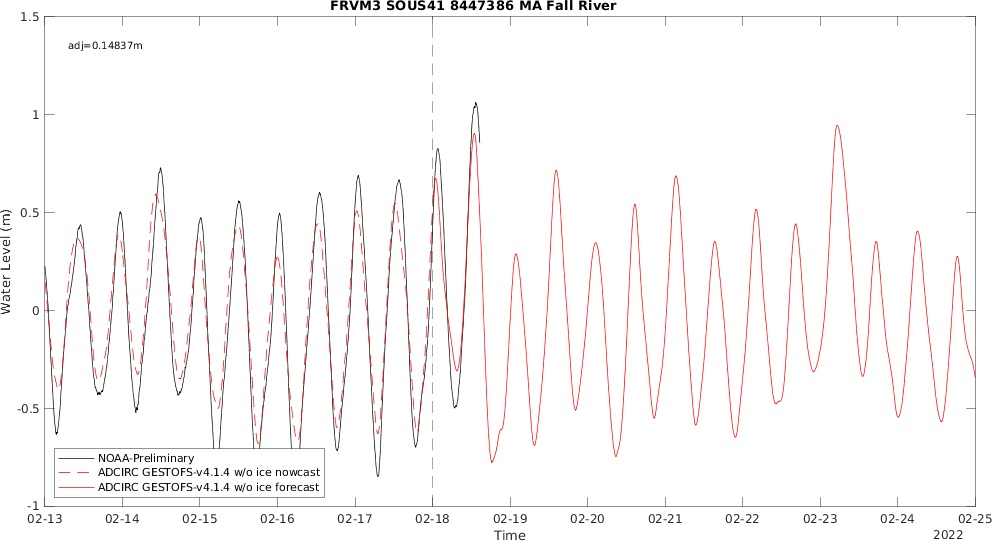 FRVM3 SOUS41 8447386 MA Fall River
adj=0.14837m
Water Level (m)
1.5
1
0.5
0
-0.5
-1
NOAA-Preliminary
ADCIRC GESTOFS-v4.1.4 w/o ice nowcast
ADCIRC GESTOFS-v4.1.4 w/o ice forecast
02-13 02-14 02-15 02-16 02-17 02-18 02-19 02-20 02-21 02-22 02-23 02-24 02-25
Time
2022